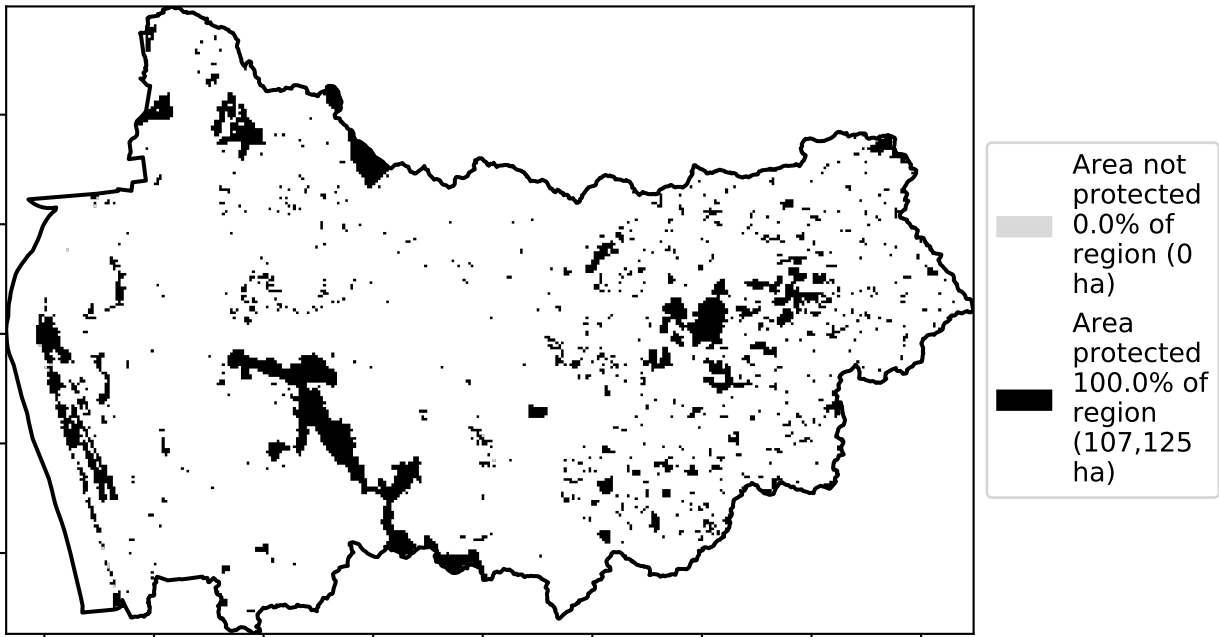 Area not
protected
0.0% of
region (0
ha)
Area
protected
100.0% of
region
(107,125
ha)